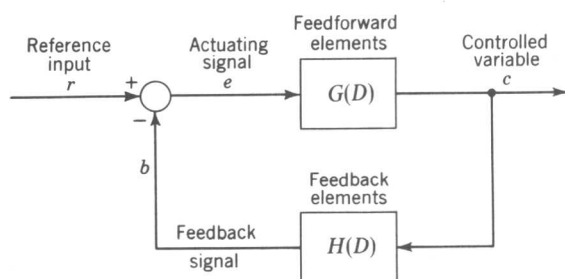 Reference
input
r
+
−
Actuating
signal
e
Feedforward
elements
G(D)
Controlled
variable
c
b
Feedback
signal
Feedback
elements
H(D)